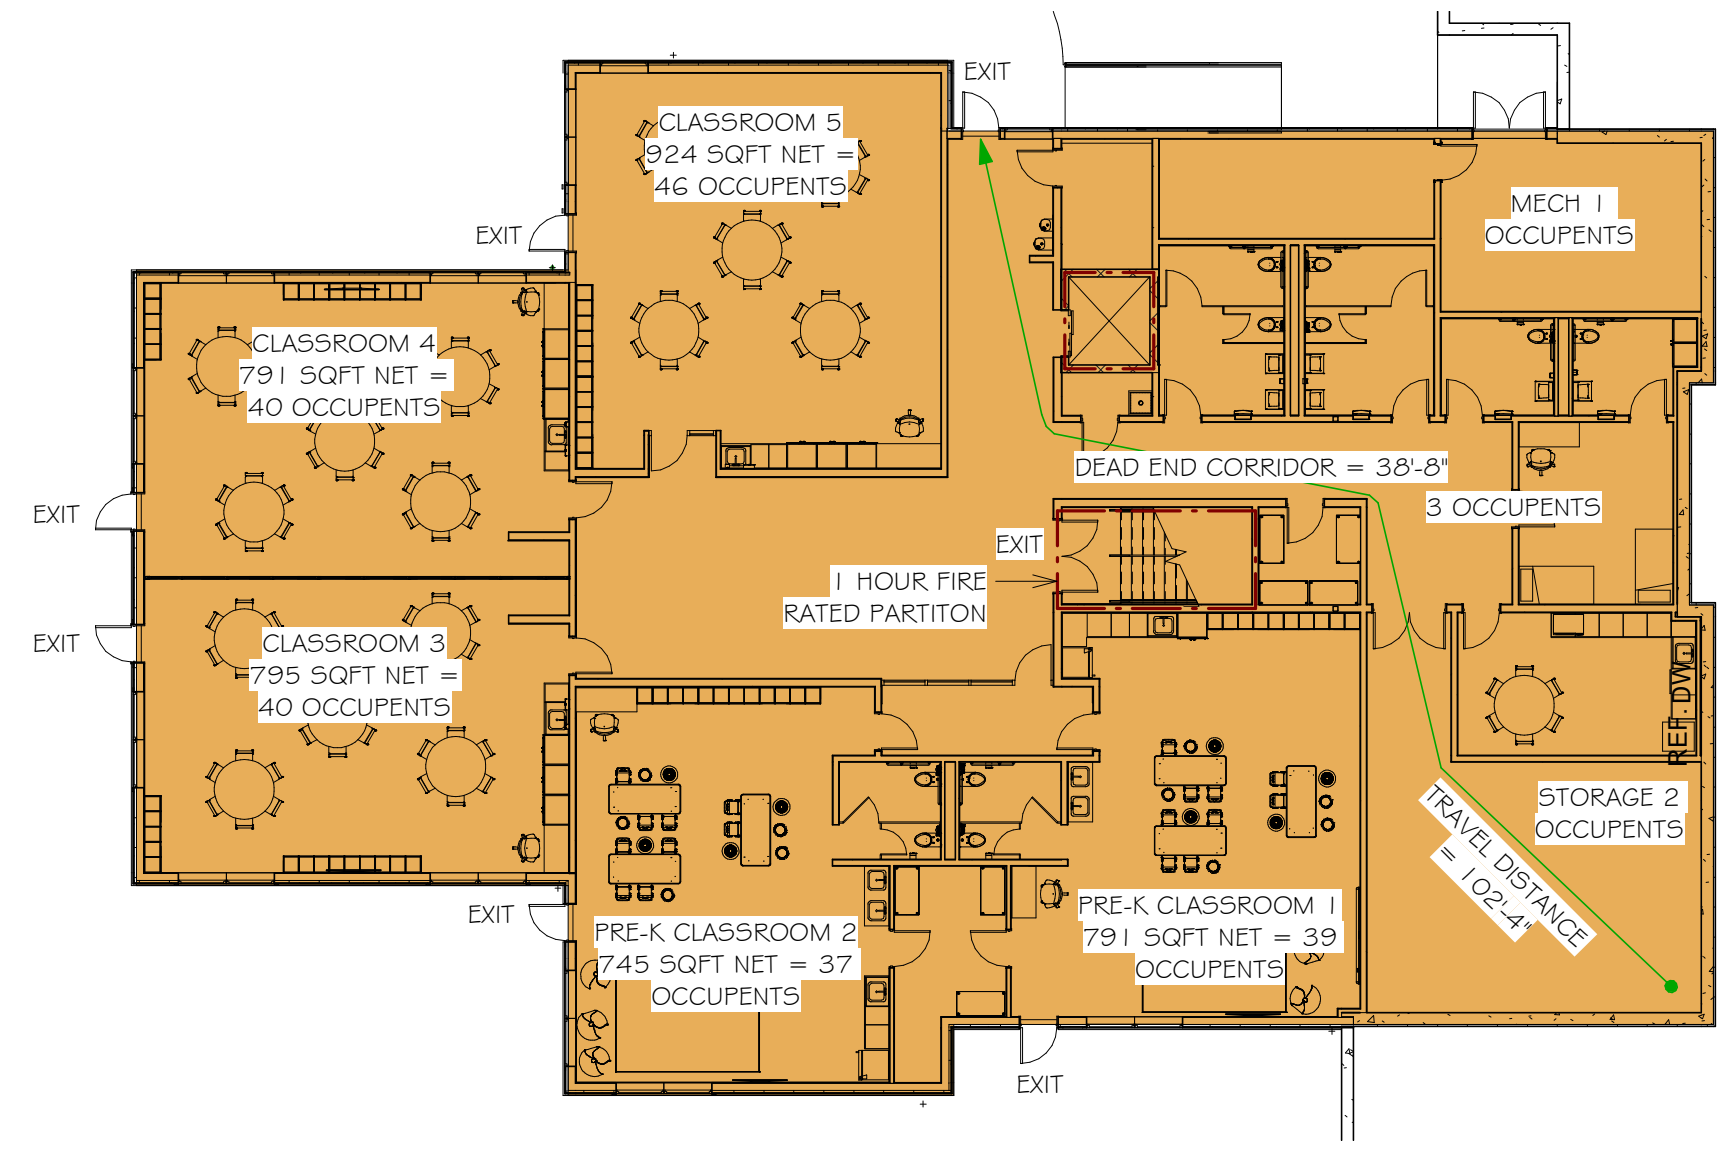 EXIT
CLASSROOM 5
924 SQFT NET =
46 OCCUPENTS
MECH 1
OCCUPENTS
EXIT
CLASSROOM 4
791 SQFT NET =
40 OCCUPENTS
DEAD END CORRIDOR = 38'-8"
3 OCCUPENTS
EXIT
EXIT
1 HOUR FIRE
RATED PARTITON
EXIT
CLASSROOM 3
795 SQFT NET =
40 OCCUPENTS
REF. DW
STORAGE 2
OCCUPENTS
TRAVEL DISTANCE
= 102'-4"
EXIT
PRE-K CLASSROOM 2
745 SQFT NET = 37
OCCUPENTS
PRE-K CLASSROOM 1
791 SQFT NET = 39
OCCUPENTS
EXIT